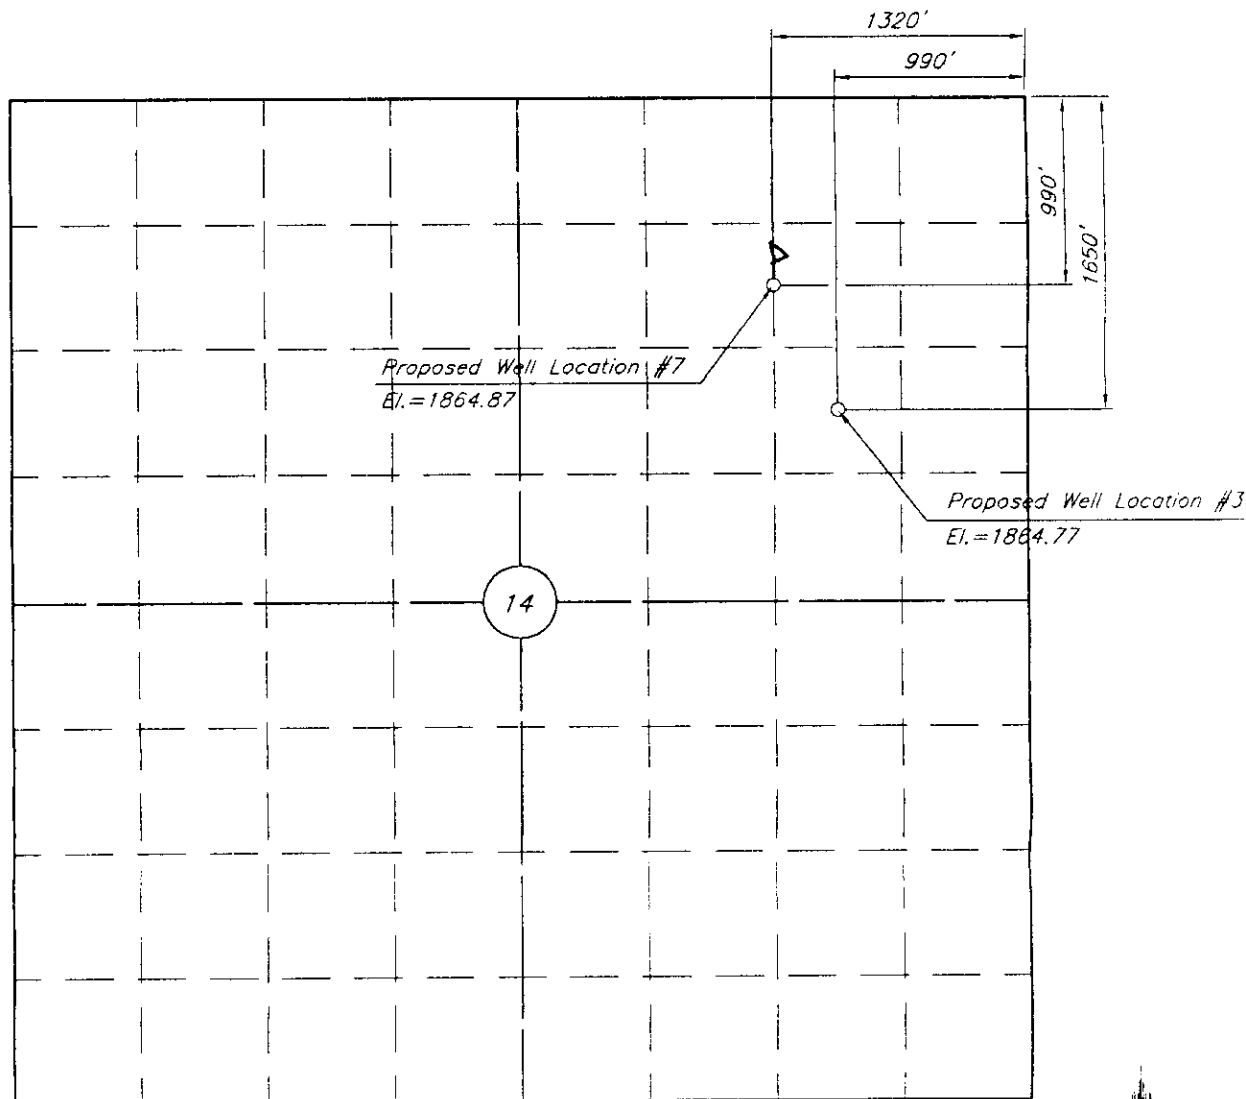 1320'
990'
990'
1650'
Proposed Well Location #7
El.=1864.87
Proposed Well Location #3
El.=1864.77
14